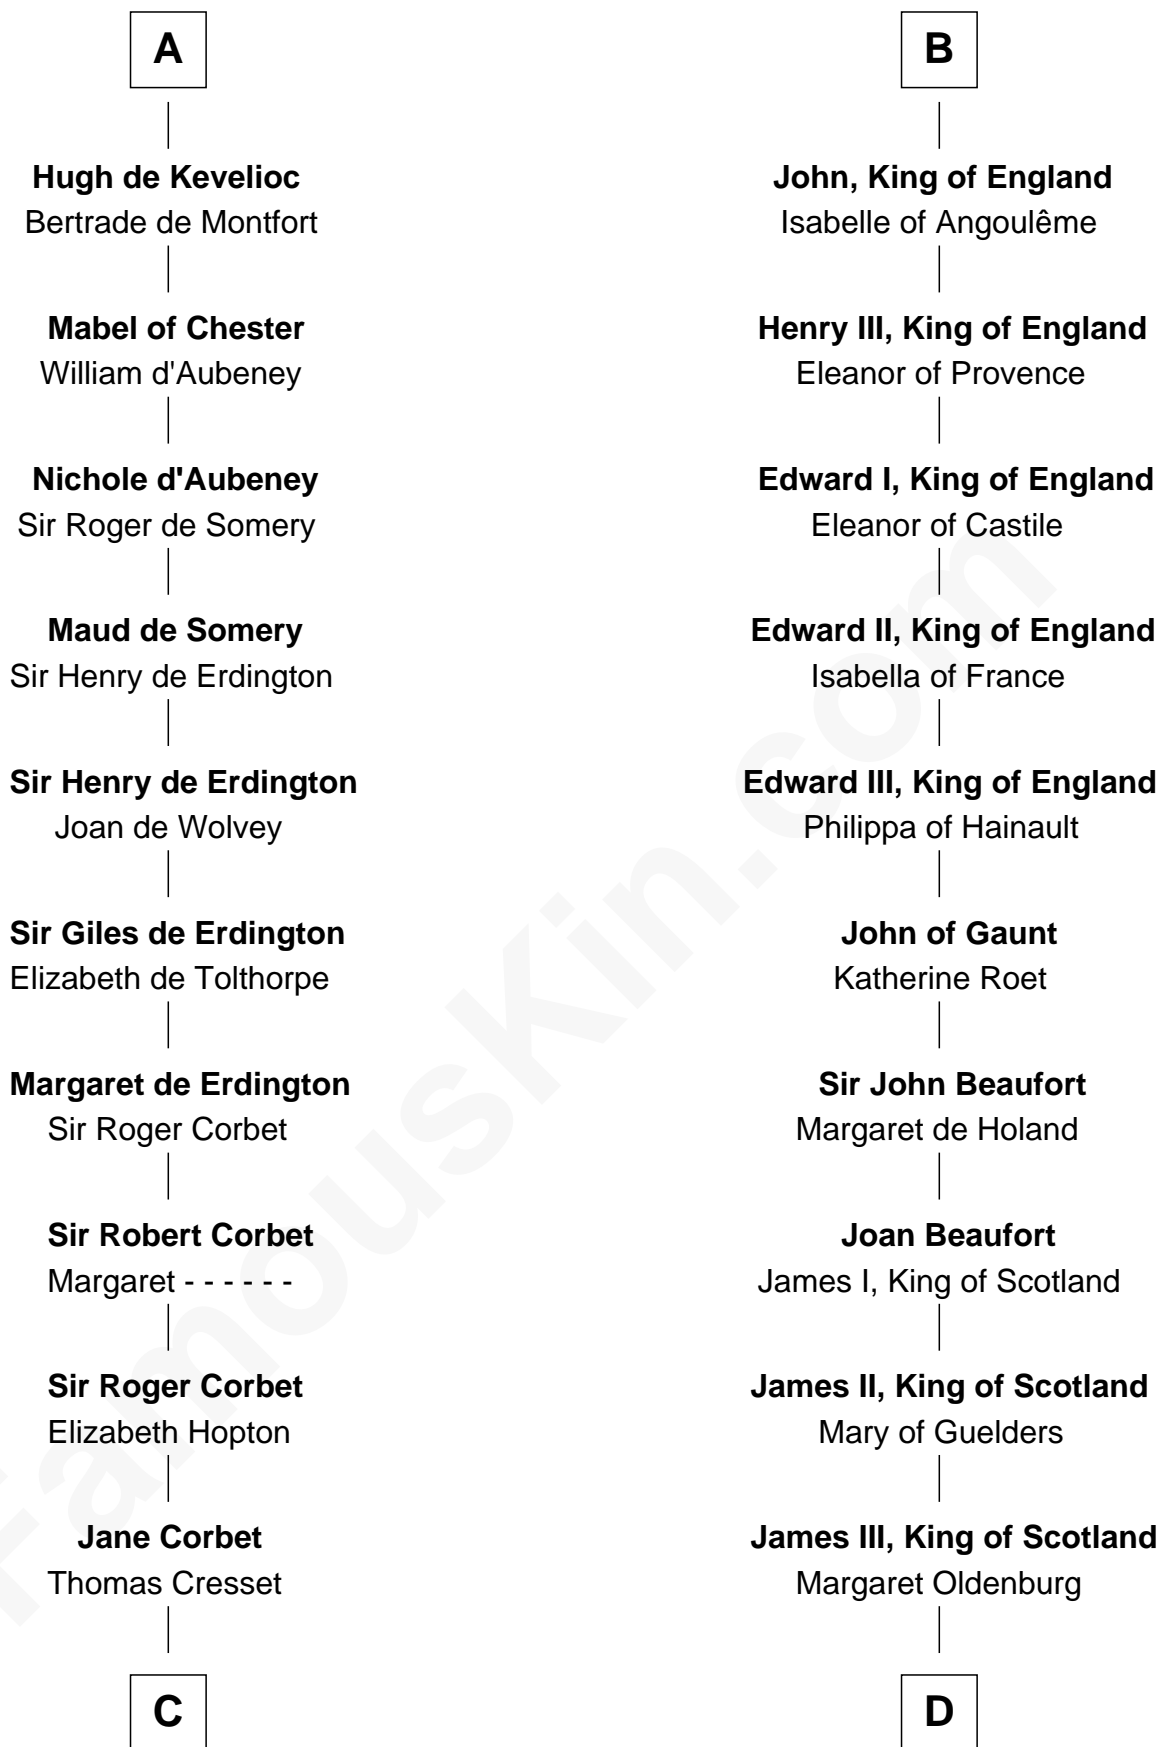 A
Hugh de Kevelioc
Bertrade de Montfort
Mabel of Chester
William d'Aubeney
Nichole d'Aubeney
Sir Roger de Somery
Maud de Somery
Sir Henry de Erdington
Sir Henry de Erdington
Joan de Wolvey
Sir Giles de Erdington
Elizabeth de Tolthorpe
Margaret de Erdington
Sir Roger Corbet
Sir Robert Corbet
Margaret - - - - - -
Sir Roger Corbet
Elizabeth Hopton
Jane Corbet
Thomas Cresset
C
B
John, King of England
Isabelle of Angoulême
Henry III, King of England
Eleanor of Provence
Edward I, King of England
Eleanor of Castile
Edward II, King of England
Isabella of France
Edward III, King of England
Philippa of Hainault
John of Gaunt
Katherine Roet
Sir John Beaufort
Margaret de Holand
Joan Beaufort
James I, King of Scotland
James II, King of Scotland
Mary of Guelders
James III, King of Scotland
Margaret Oldenburg
D
FamousKin.com